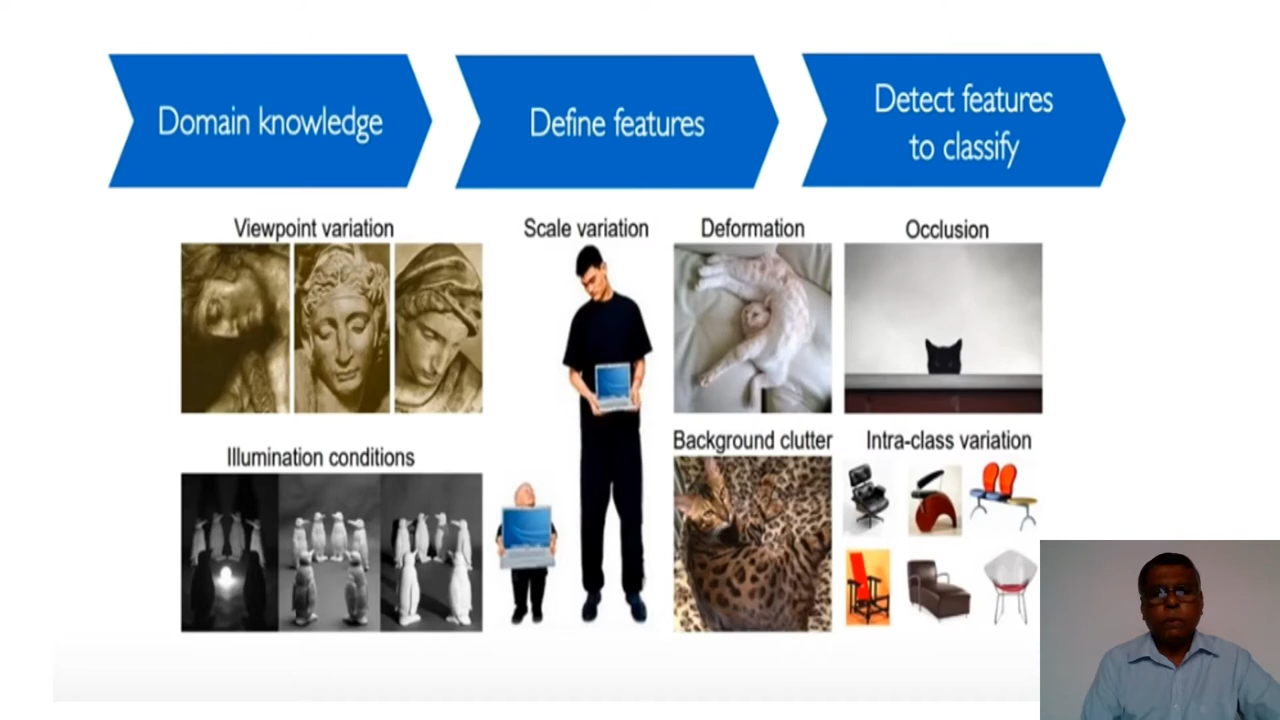 Domain knowledge
Define features
Detect features
to classify
Viewpoint variation
Scale variation
Deformation
Occlusion
Illumination conditions
Background clutter
Intra-class variation